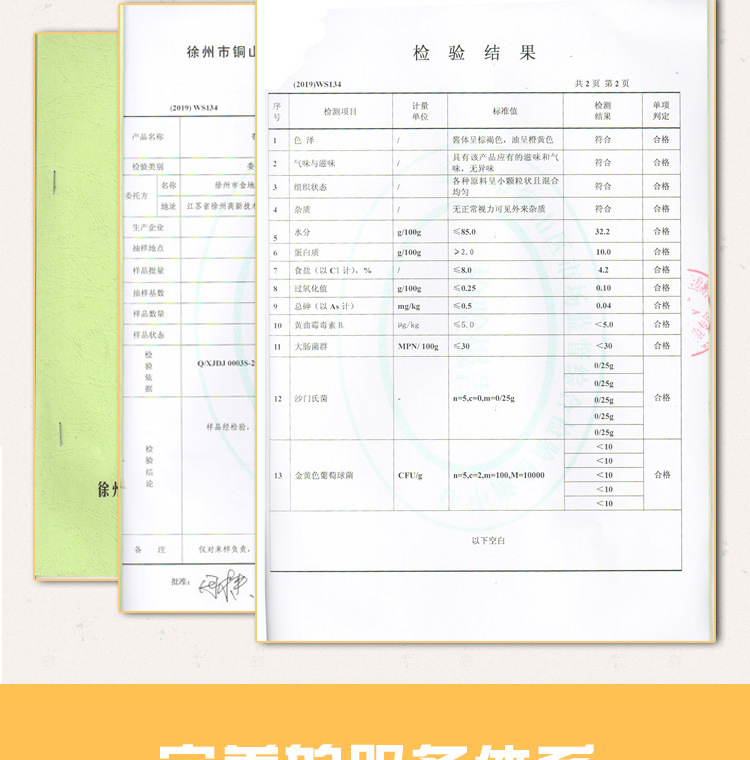 徐州
徐州市铜山
(2019) WS134
产品名称
检验类别 委
委托方 名称 徐州市金地
地址 江苏省徐州高新技术
生产企业
抽样地点
样品批量
抽样基数
样品数量
样品状态
检验依据 Q/XJDJ 0003S-2
检验结论 样品经检验，
备 注 仅对来样负责，
批准：
检 验 结 果
(2019)WS134 共 2 页 第 2 页
序号 检测项目 计量单位 标准值 检测结果 单项判定
1 色 泽 / 酱体呈棕褐色，油呈橙黄色 符合 合格
2 气味与滋味 / 具有该产品应有的滋味和气味，无异味 符合 合格
3 组织状态 / 各种原料呈小颗粒状且混合均匀 符合 合格
4 杂质 / 无正常视力可见外来杂质 符合 合格
5 水分 g/100g ≤85.0 32.2 合格
6 蛋白质 g/100g ≥2.0 10.0 合格
7 食盐（以 Cl 计），% / ≤8.0 4.2 合格
8 过氧化值 g/100g ≤0.25 0.10 合格
9 总砷（以 As 计） mg/kg ≤0.5 0.04 合格
10 黄曲霉毒素 B μg/kg ≤5.0 ＜5.0 合格
11 大肠菌群 MPN/ 100g ≤30 ＜30 合格
12 沙门氏菌 - n=5,c=0,m=0/25g 0/25g 合格
0/25g
0/25g
0/25g
0/25g
13 金黄色葡萄球菌 CFU/g n=5,c=2,m=100,M=10000 ＜10 合格
＜10
＜10
＜10
＜10
以下空白
完善的服务体系